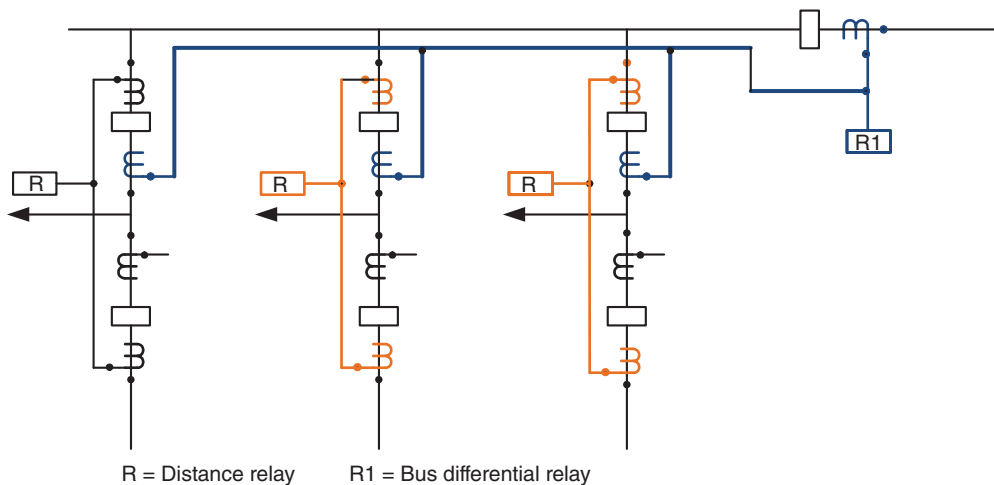 R1
R
R
R
R = Distance relay R1 = Bus differential relay